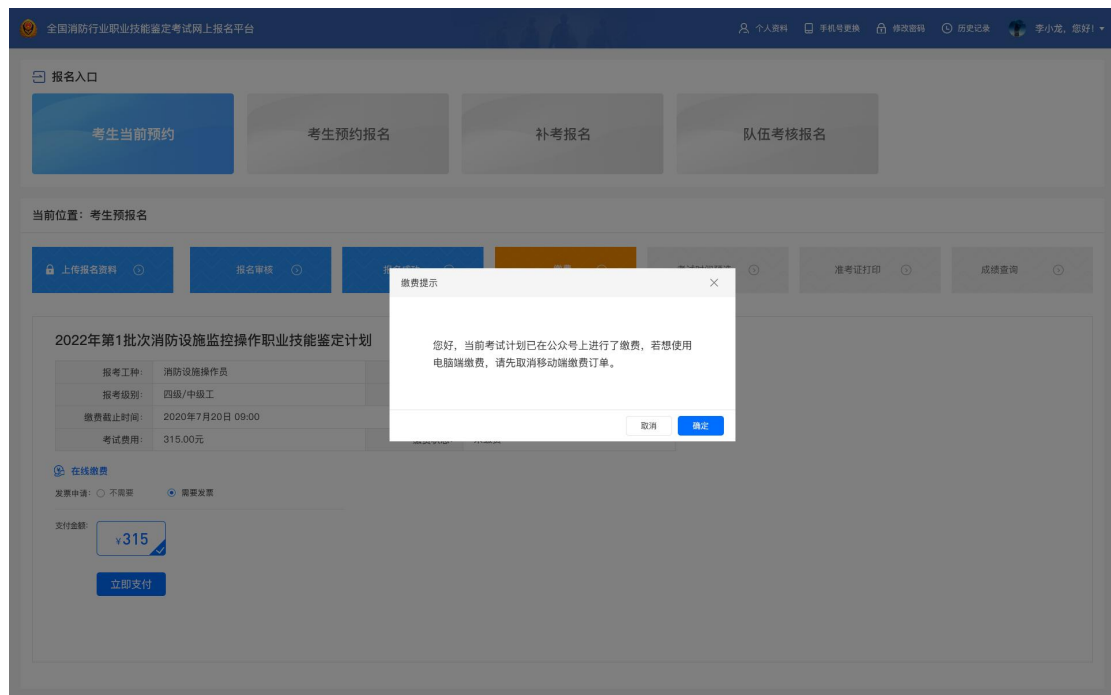 全国消防行业职业技能鉴定考试网上报名平台
个人资料 手机号更换 修改密码 历史记录 李小龙，您好！
报名入口
考生当前预约 考生预约报名 补考报名 队伍考核报名
当前位置：考生预报名
上传报名资料 报名审核 准考证打印 成绩查询
缴费提示
您好，当前考试计划已在公众号上进行了缴费，若想使用
电脑端缴费，请先取消移动端缴费订单。
取消 确定
2022年第1批次消防设施监控操作职业技能鉴定计划
报考工种： 消防设施操作员
报考级别： 四级/中级工
缴费截止时间： 2020年7月20日 09:00
考试费用： 315.00元
在线缴费
发票申请： 不需要 需要发票
支付金额：
¥315
立即支付